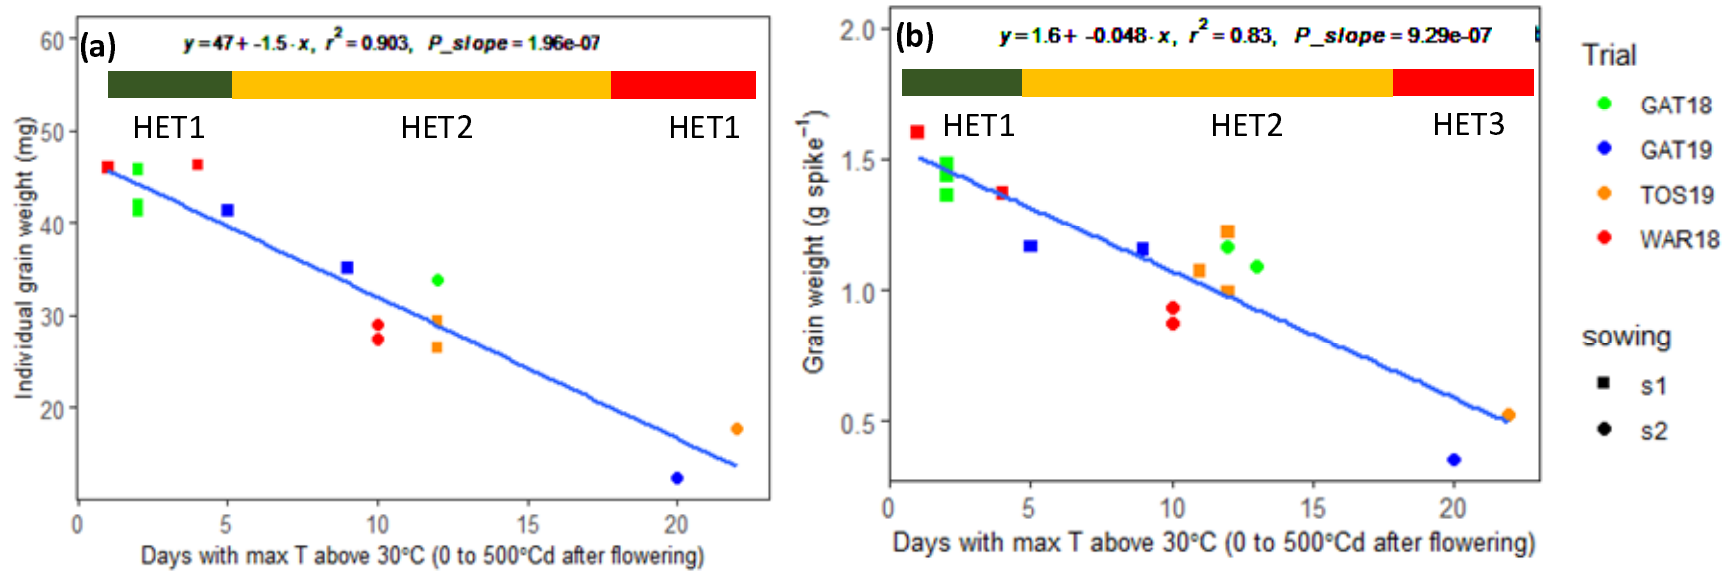 (a)
y = 47 + -1.5 · x, r² = 0.903, P_slope = 1.96e-07
HET1 HET2 HET1
Individual grain weight (mg)
60
50
40
30
20
0 5 10 15 20
Days with max T above 30°C (0 to 500°Cd after flowering)
(b)
y = 1.6 + -0.048 · x, r² = 0.83, P_slope = 9.29e-07
HET1 HET2 HET3
Grain weight (g spike⁻¹)
2.0
1.5
1.0
0.5
0 5 10 15 20
Days with max T above 30°C (0 to 500°Cd after flowering)
Trial
GAT18
GAT19
TOS19
WAR18
sowing
s1
s2